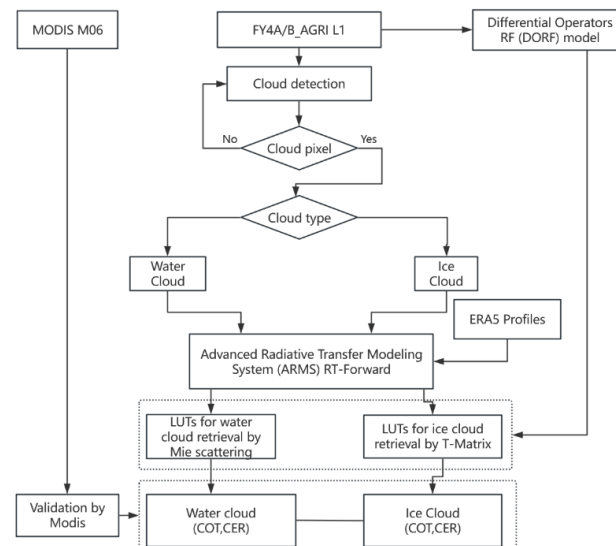 MODIS M06
FY4A/B_AGRI L1
Differential Operators
RF (DORF) model
Cloud detection
No
Cloud pixel
Yes
Cloud type
Water
Cloud
Ice
Cloud
ERA5 Profiles
Advanced Radiative Transfer Modeling
System (ARMS) RT-Forward
LUTs for water
cloud retrieval by
Mie scattering
LUTs for ice cloud
retrieval by T-Matrix
Validation by
Modis
Water cloud
(COT,CER)
Ice Cloud
(COT,CER)